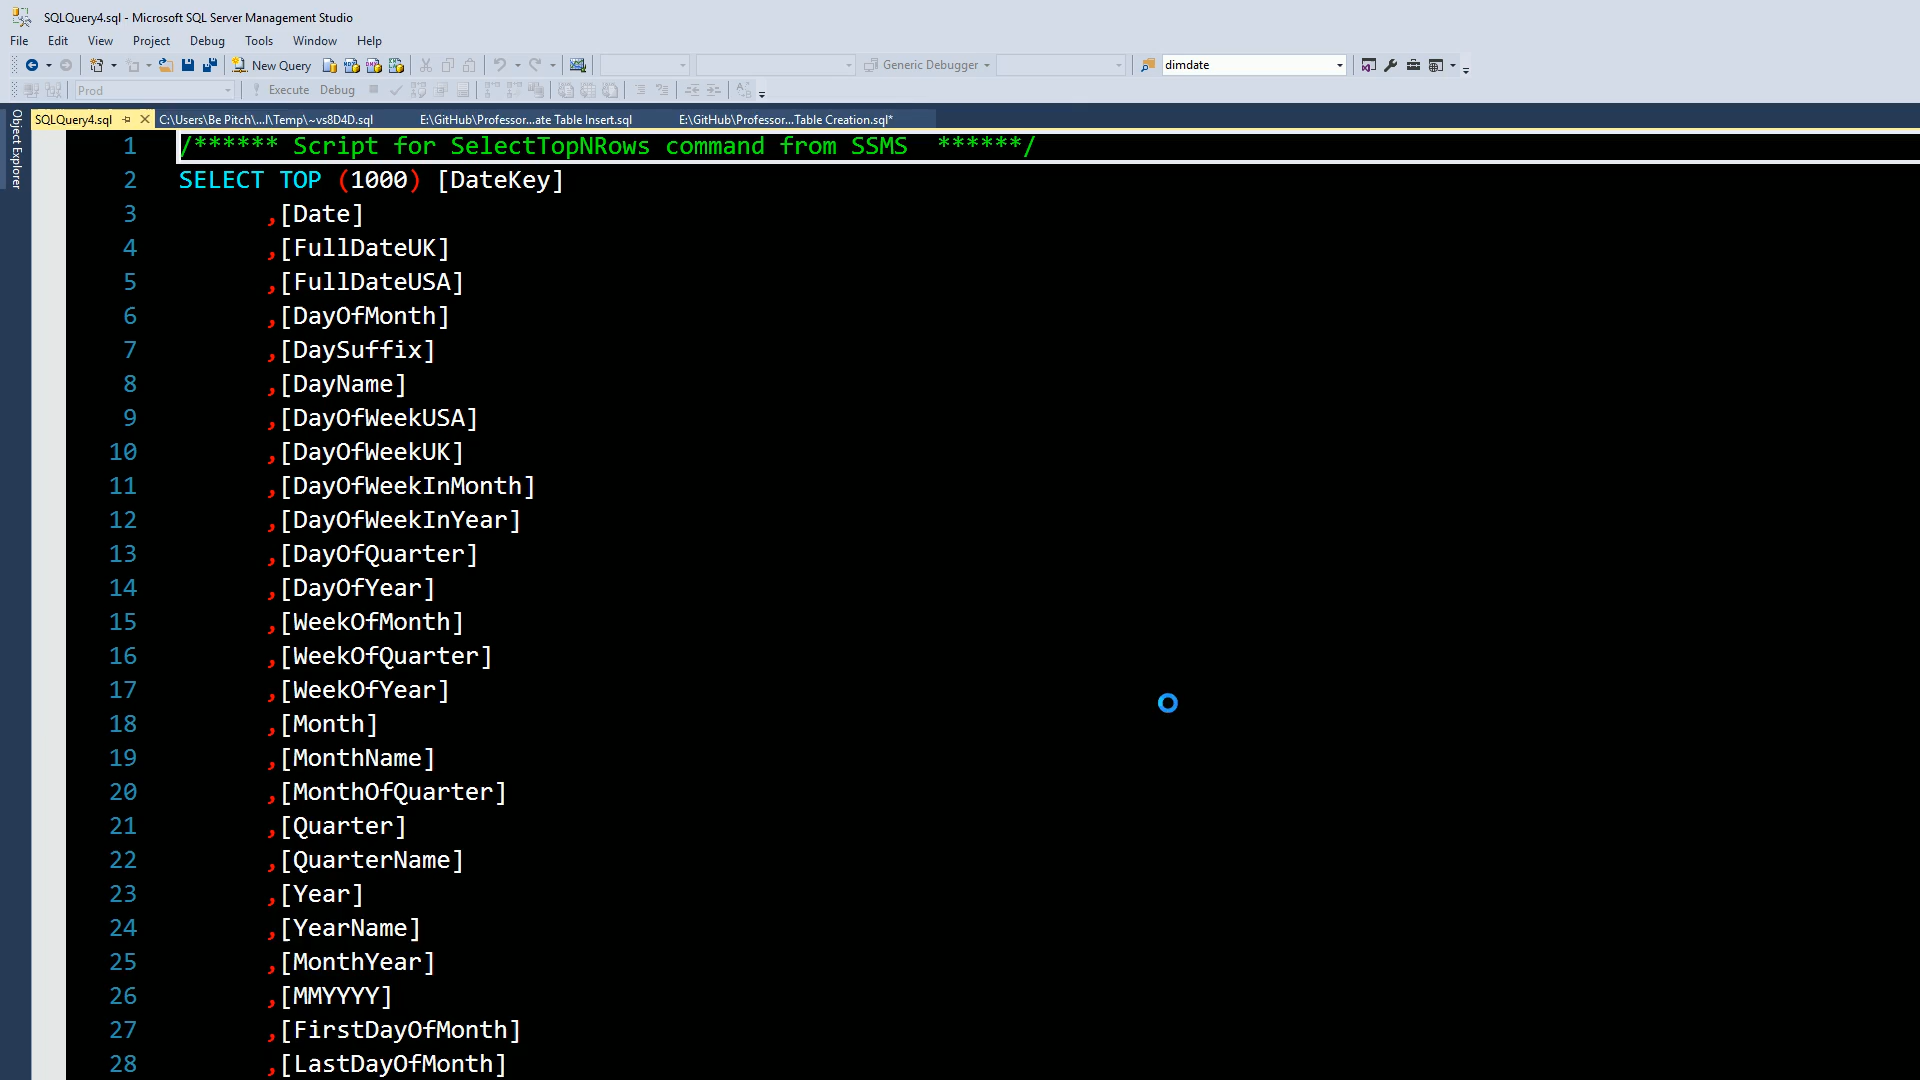 SQLQuery4.sql - Microsoft SQL Server Management Studio
File Edit View Project Debug Tools Window Help
New Query Generic Debugger dimdate
Prod Execute Debug
SQLQuery4.sql C:\Users\Be Pitch\...l\Temp\~vs8D4D.sql E:\GitHub\Professor...ate Table Insert.sql E:\GitHub\Professor...Table Creation.sql*
Object Explorer
1 /****** Script for SelectTopNRows command from SSMS  ******/
2 SELECT TOP (1000) [DateKey]
3 ,[Date]
4 ,[FullDateUK]
5 ,[FullDateUSA]
6 ,[DayOfMonth]
7 ,[DaySuffix]
8 ,[DayName]
9 ,[DayOfWeekUSA]
10 ,[DayOfWeekUK]
11 ,[DayOfWeekInMonth]
12 ,[DayOfWeekInYear]
13 ,[DayOfQuarter]
14 ,[DayOfYear]
15 ,[WeekOfMonth]
16 ,[WeekOfQuarter]
17 ,[WeekOfYear]
18 ,[Month]
19 ,[MonthName]
20 ,[MonthOfQuarter]
21 ,[Quarter]
22 ,[QuarterName]
23 ,[Year]
24 ,[YearName]
25 ,[MonthYear]
26 ,[MMYYYY]
27 ,[FirstDayOfMonth]
28 ,[LastDayOfMonth]